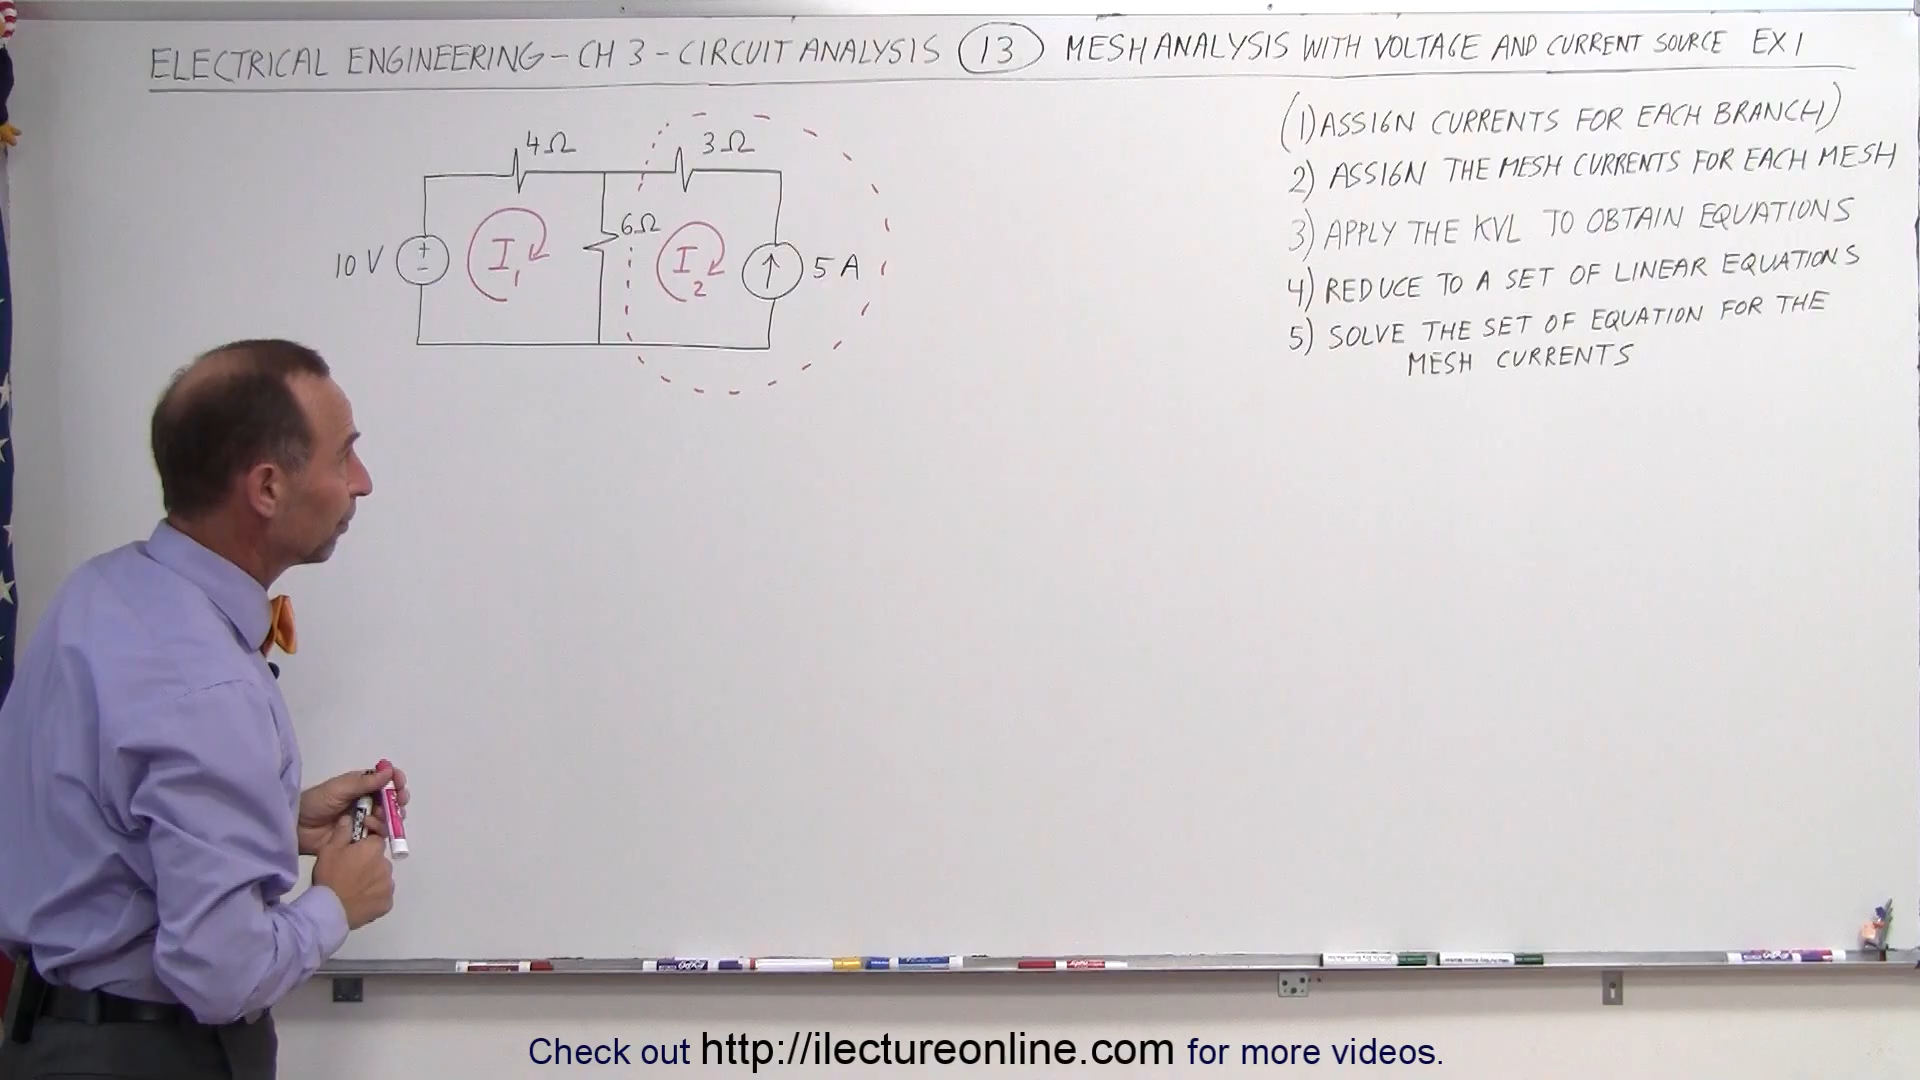 ELECTRICAL ENGINEERING - CH 3 - CIRCUIT ANALYSIS 13 MESH ANALYSIS WITH VOLTAGE AND CURRENT SOURCE EX 1
(1) ASSIGN CURRENTS FOR EACH BRANCH)
2) ASSIGN THE MESH CURRENTS FOR EACH MESH
3) APPLY THE KVL TO OBTAIN EQUATIONS
4) REDUCE TO A SET OF LINEAR EQUATIONS
5) SOLVE THE SET OF EQUATION FOR THE
MESH CURRENTS
4Ω 3Ω
6Ω
10 V + - I₁ I₂ 5 A
Check out http://ilectureonline.com for more videos.